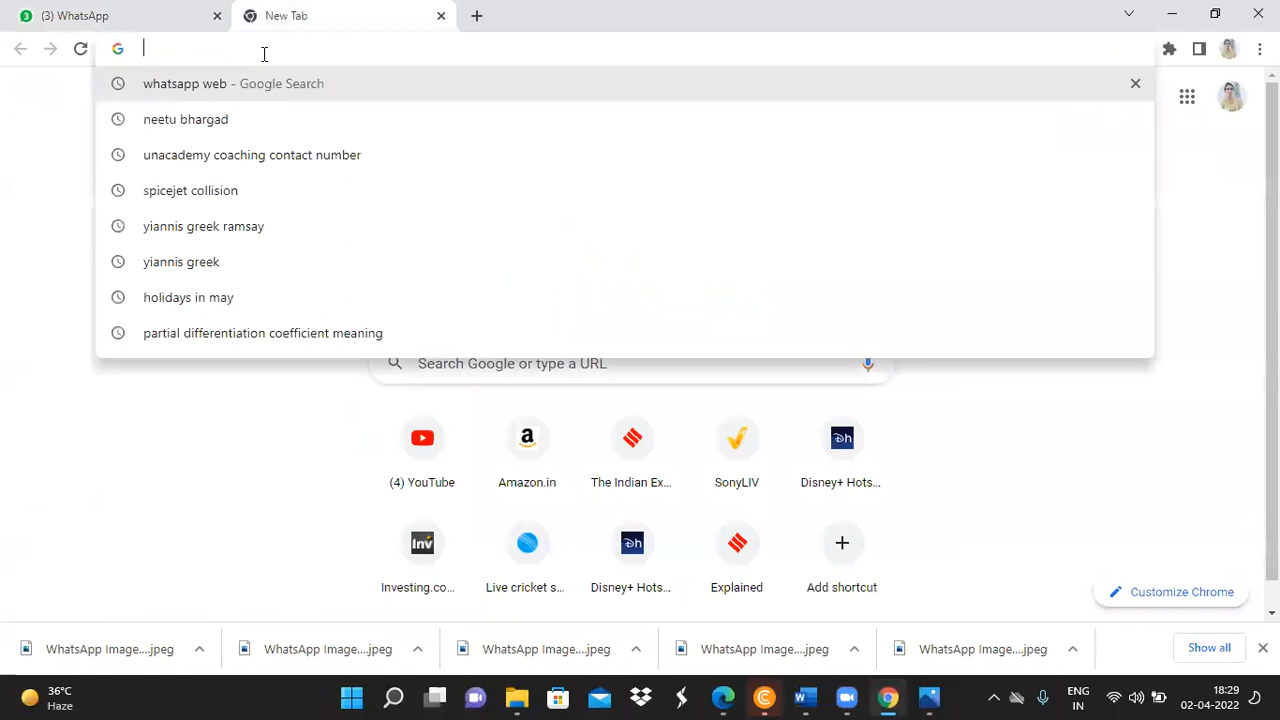 (3) WhatsApp
New Tab
whatsapp web - Google Search
neetu bhargad
unacademy coaching contact number
spicejet collision
yiannis greek ramsay
yiannis greek
holidays in may
partial differentiation coefficient meaning
Search Google or type a URL
(4) YouTube
Amazon.in
The Indian Ex...
SonyLIV
Disney+ Hots...
Investing.co...
Live cricket s...
Disney+ Hots...
Explained
Add shortcut
Customize Chrome
WhatsApp Image....jpeg
WhatsApp Image....jpeg
WhatsApp Image....jpeg
WhatsApp Image....jpeg
WhatsApp Image....jpeg
Show all
36°C
Haze
ENG
IN
18:29
02-04-2022